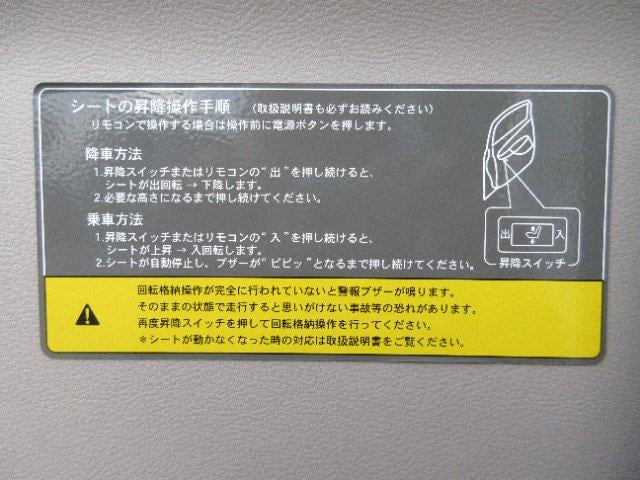 シートの昇降操作手順 〈取扱説明書も必ずお読みください〉
リモコンで操作する場合は操作前に電源ボタンを押します。
降車方法
1.昇降スイッチまたはリモコンの“出”を押し続けると、
シートが出回転 → 下降します。
2.必要な高さになるまで押し続けてください。
乗車方法
1.昇降スイッチまたはリモコンの“入”を押し続けると、
シートが上昇 → 入回転します。
2.シートが自動停止し、ブザーが“ピピッ”となるまで押し続けてください。
出 入
昇降スイッチ
回転格納操作が完全に行われていないと警報ブザーが鳴ります。
そのままの状態で走行すると思いがけない事故等の恐れがあります。
再度昇降スイッチを押して回転格納操作を行ってください。
＊シートが動かなくなった時の対応は取扱説明書をご覧ください。